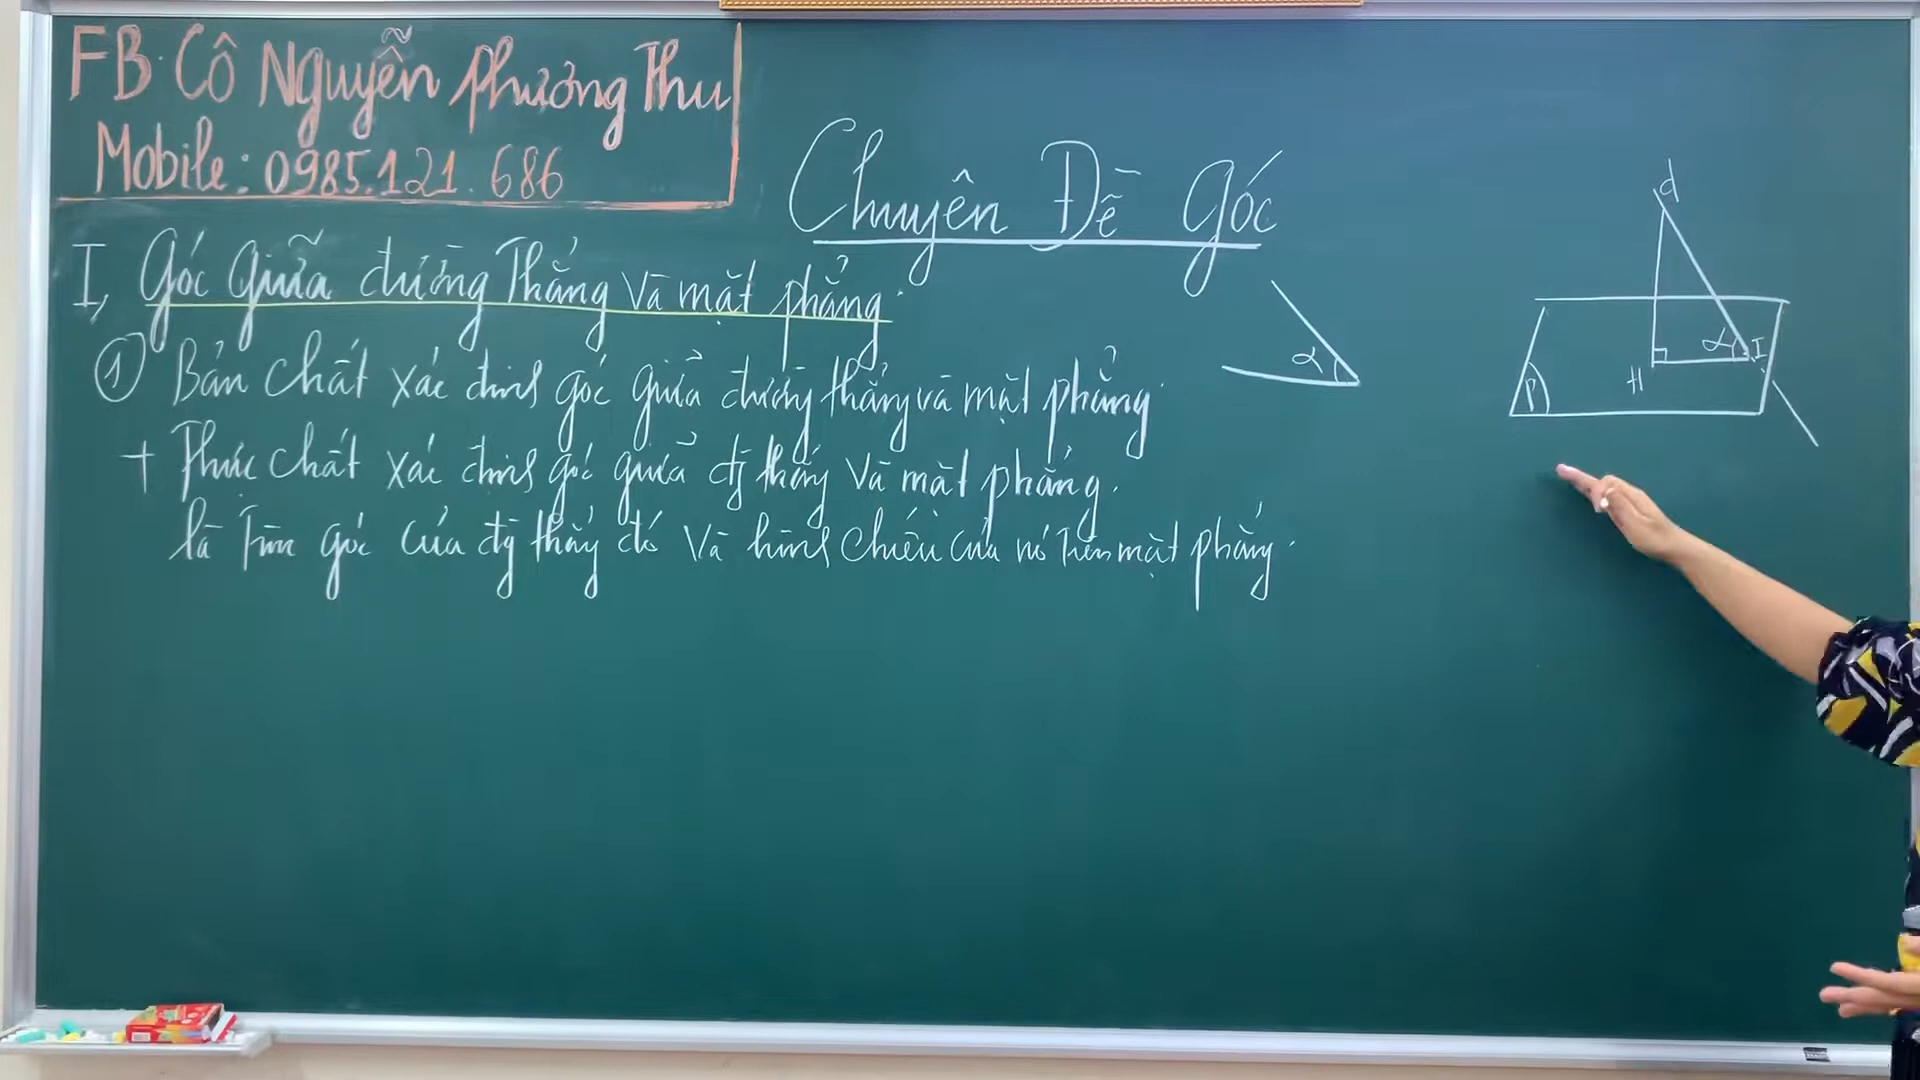 FB: Cô Nguyễn Phương Thu
Mobile: 0985.121.686
Chuyên Đề Góc
I, Góc giữa đường thẳng và mặt phẳng.
① Bản chất xác định góc giữa đường thẳng và mặt phẳng.
+ Thực chất xác định góc giữa đg thẳng và mặt phẳng.
là tìm góc của đg thẳng đó và hình chiếu của nó trên mặt phẳng.
α
d
α
I
H
P